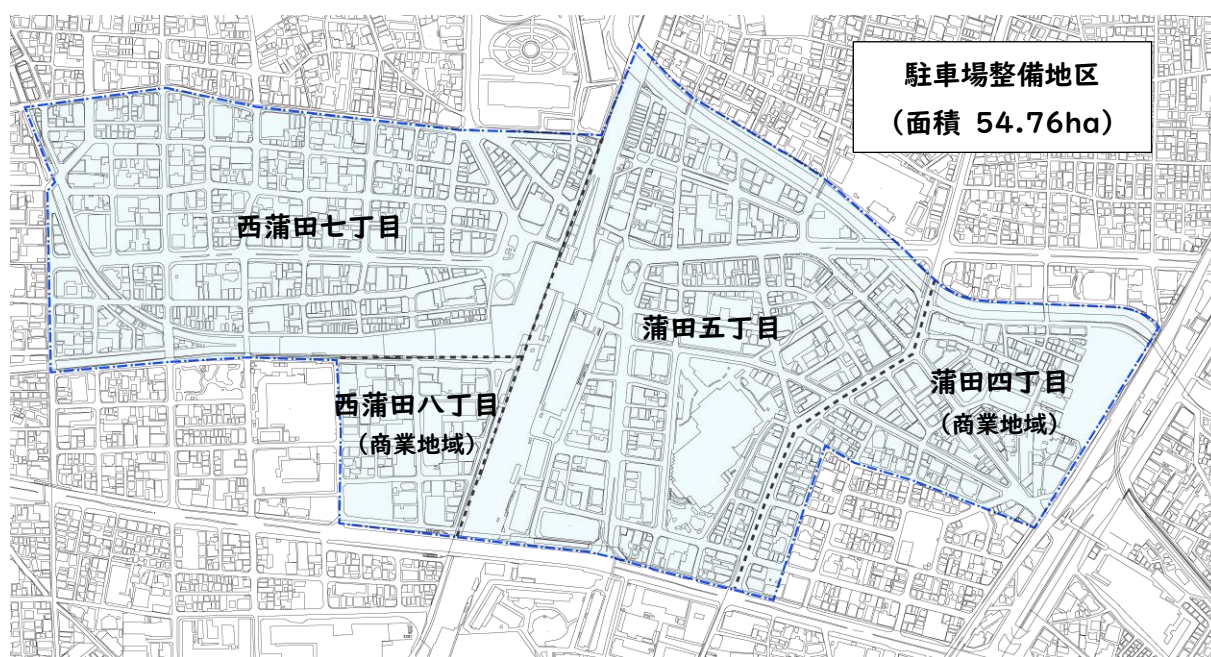 駐車場整備地区
(面積 54.76ha)
西蒲田七丁目
蒲田五丁目
西蒲田八丁目
(商業地域)
蒲田四丁目
(商業地域)